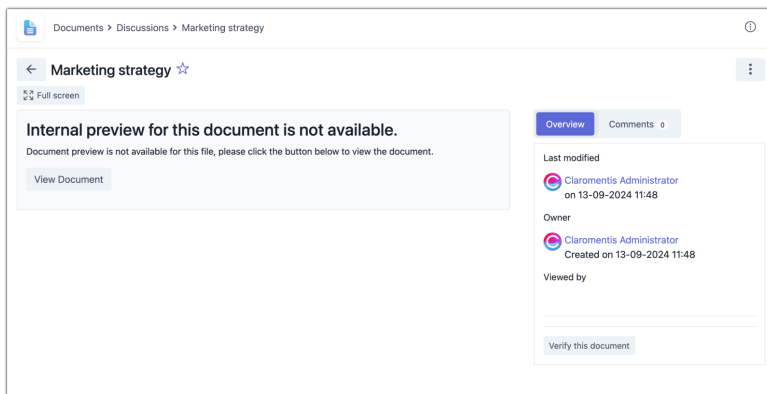 Documents > Discussions > Marketing strategy
Marketing strategy
Full screen
Internal preview for this document is not available.
Document preview is not available for this file, please click the button below to view the document.
View Document
Overview
Comments 0
Last modified
Claromentis Administrator
on 13-09-2024 11:48
Owner
Claromentis Administrator
Created on 13-09-2024 11:48
Viewed by
Verify this document